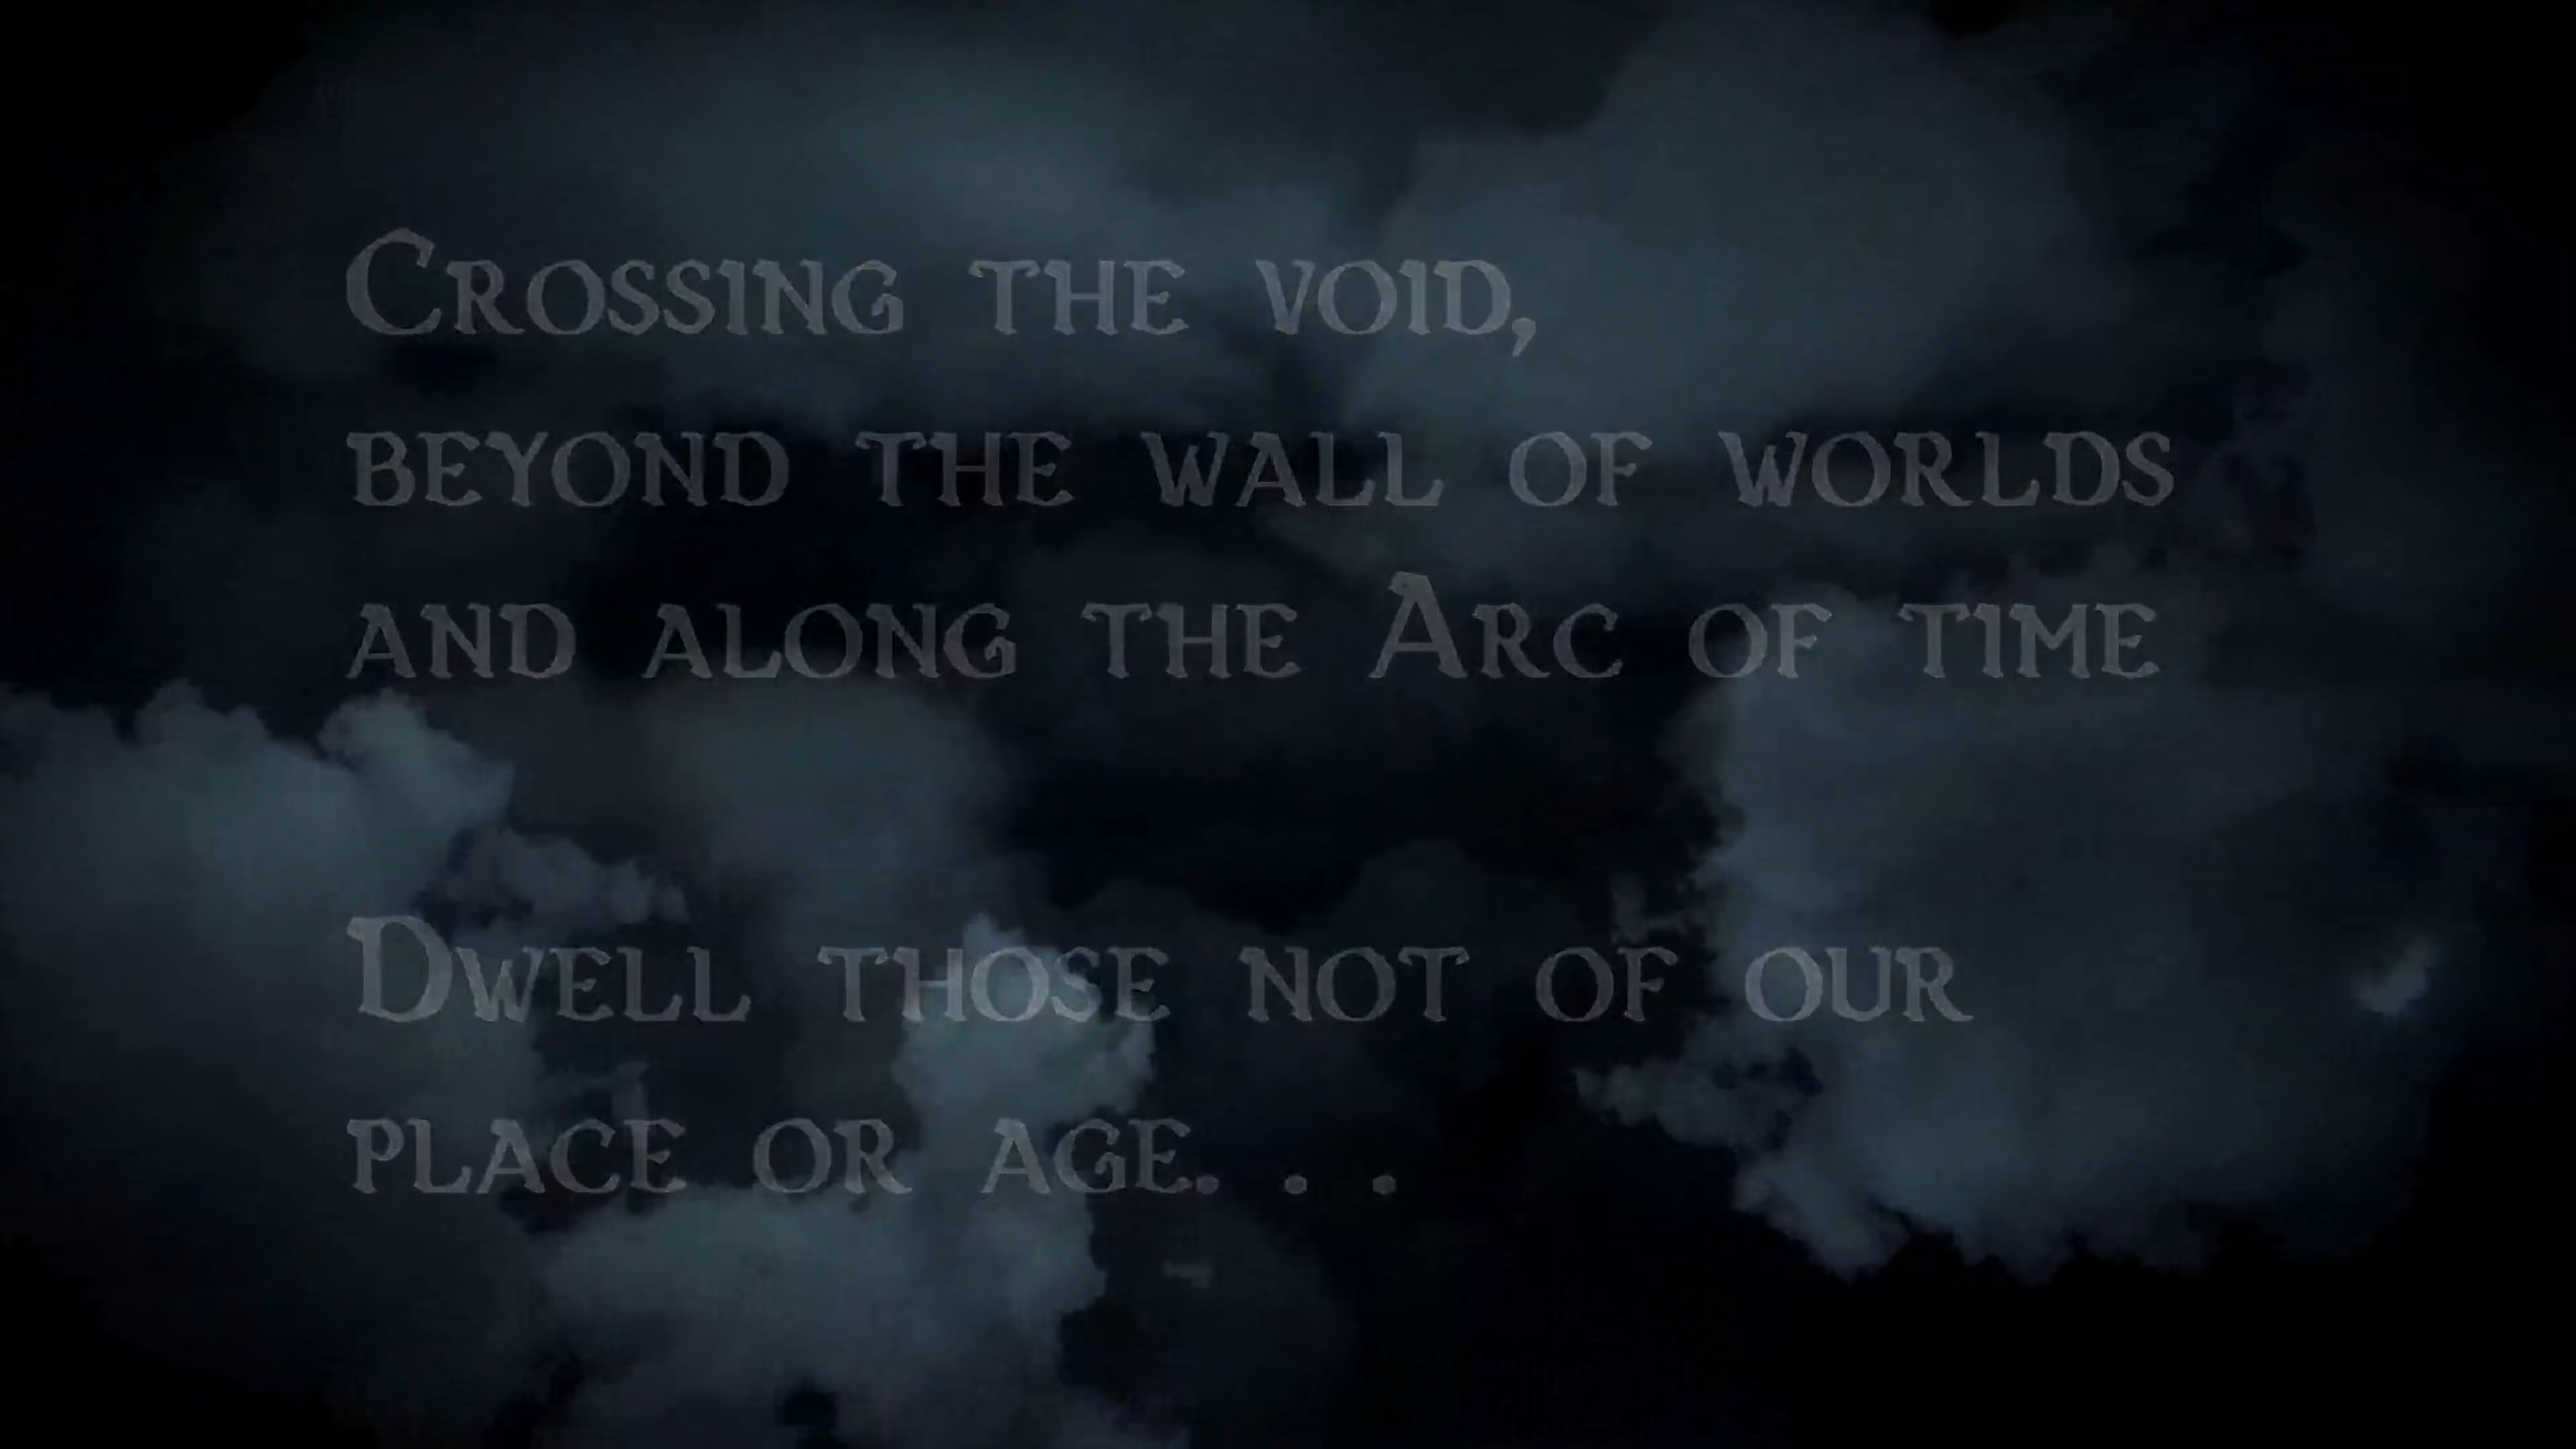 Crossing the void,
beyond the wall of worlds
and along the Arc of time
Dwell those not of our
place or age. . .